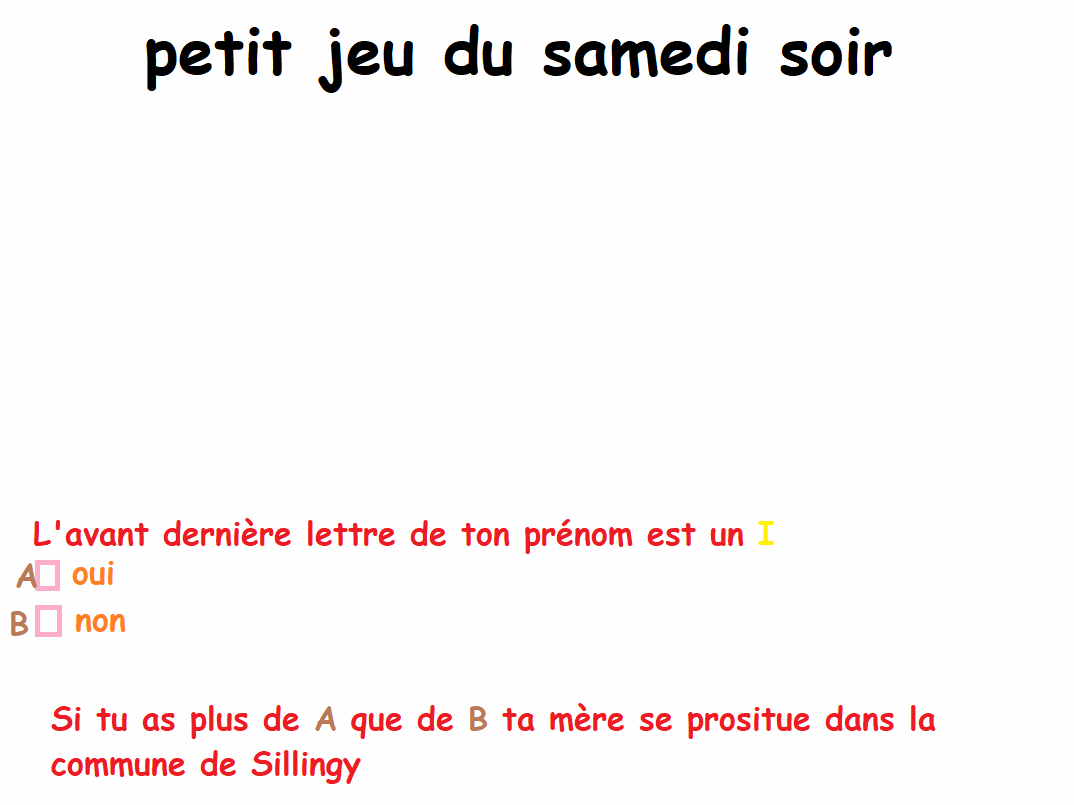 petit jeu du samedi soir
L'avant dernière lettre de ton prénom est un I
A oui
B non
Si tu as plus de A que de B ta mère se prositue dans la
commune de Sillingy